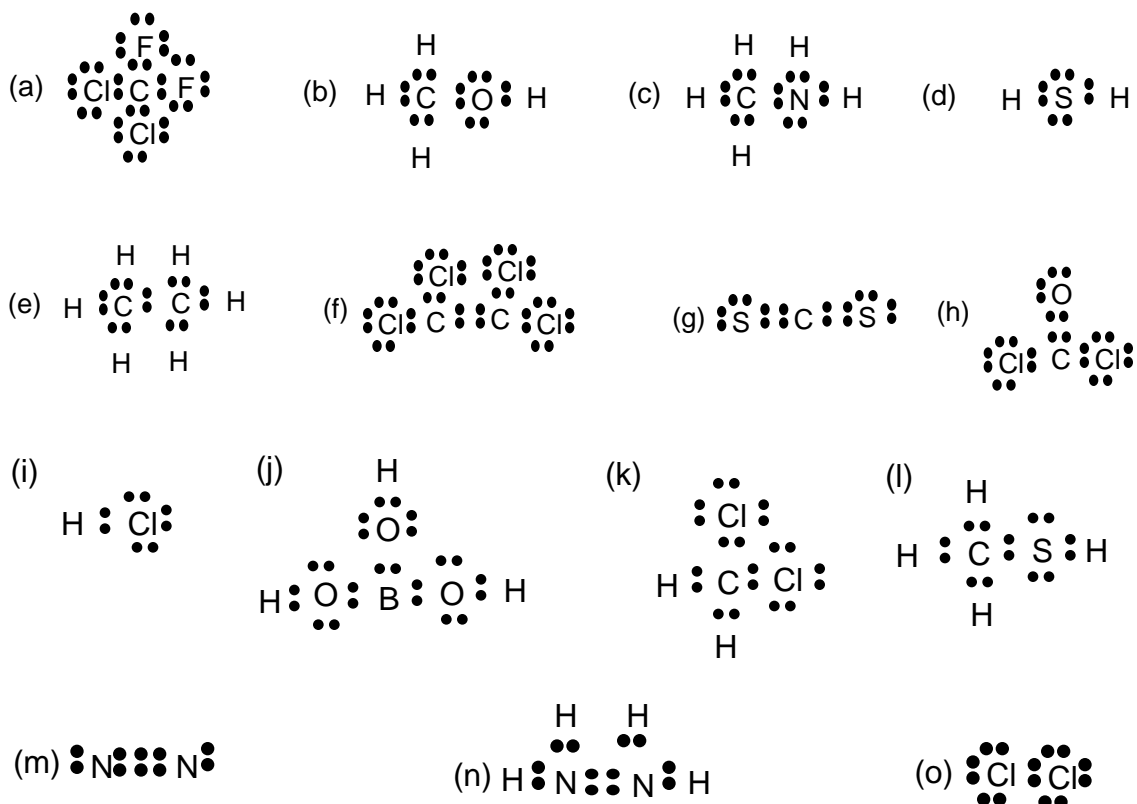 F
(a) Cl C F
Cl
H
(b) H C O H
H
H H
(c) H C N H
H
(d) H S H
H H
(e) H C C H
H H
Cl Cl
(f) Cl C C Cl
(g) S C S
(h) O
Cl C Cl
(i) H Cl
(j) H
O
H O B O H
(k) Cl
H C Cl
H
(l) H
H C S H
H
(m) N N
H H
(n) H N N H
(o) Cl Cl